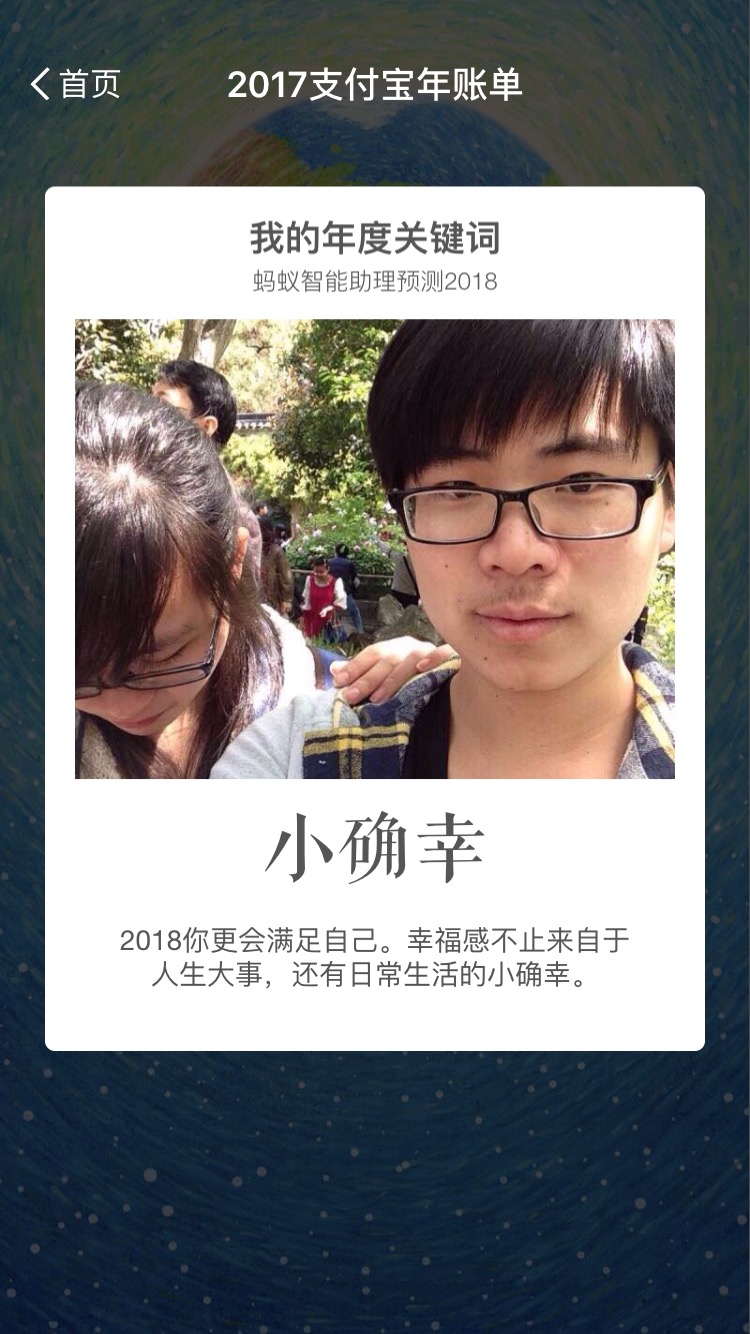 首页
2017支付宝年账单
我的年度关键词
蚂蚁智能助理预测2018
小确幸
2018你更会满足自己。幸福感不止来自于
人生大事，还有日常生活的小确幸。